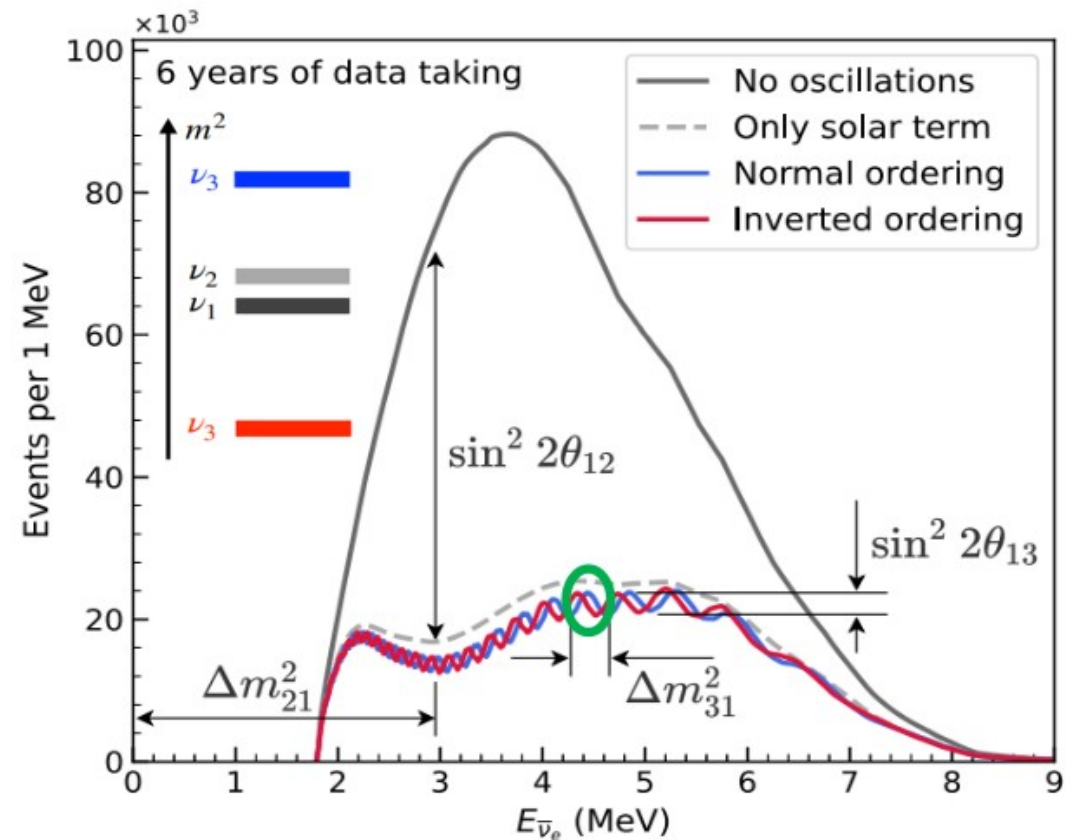 ×10³
100
80
60
40
20
0
Events per 1 MeV
6 years of data taking
m²
ν₃
ν₂
ν₁
ν₃
No oscillations
Only solar term
Normal ordering
Inverted ordering
sin² 2θ₁₂
sin² 2θ₁₃
Δm²₂₁
Δm²₃₁
0 1 2 3 4 5 6 7 8 9
E_ν̅ₑ (MeV)